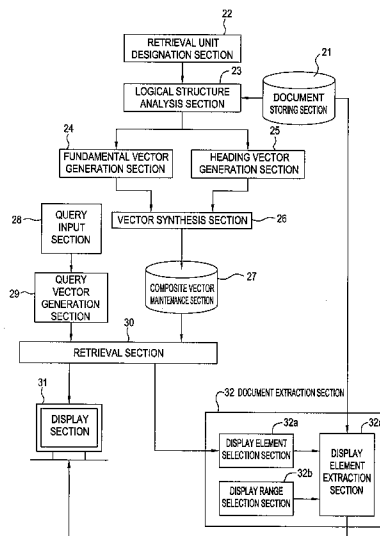 22
RETRIEVAL UNIT
DESIGNATION SECTION
23
21
LOGICAL STRUCTURE
ANALYSIS SECTION
DOCUMENT
STORING SECTION
24
25
FUNDAMENTAL VECTOR
GENERATION SECTION
HEADING VECTOR
GENERATION SECTION
28
QUERY
INPUT
SECTION
VECTOR SYNTHESIS SECTION
26
29
QUERY
VECTOR
GENERATION
SECTION
COMPOSITE VECTOR
MAINTENANCE SECTION
27
30
RETRIEVAL SECTION
31
DISPLAY
SECTION
32 DOCUMENT EXTRACTION SECTION
32a
DISPLAY ELEMENT
SELECTION SECTION
32b
DISPLAY RANGE
SELECTION SECTION
DISPLAY
ELEMENT
EXTRACTION
SECTION